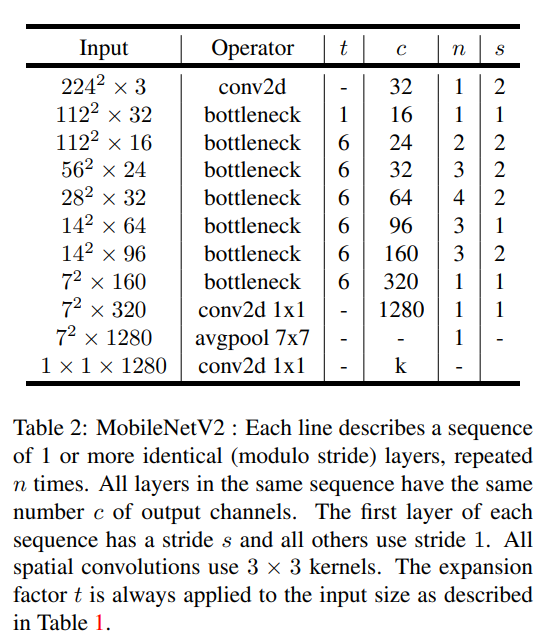 Input Operator t c n s
224² × 3 conv2d - 32 1 2
112² × 32 bottleneck 1 16 1 1
112² × 16 bottleneck 6 24 2 2
56² × 24 bottleneck 6 32 3 2
28² × 32 bottleneck 6 64 4 2
14² × 64 bottleneck 6 96 3 1
14² × 96 bottleneck 6 160 3 2
7² × 160 bottleneck 6 320 1 1
7² × 320 conv2d 1x1 - 1280 1 1
7² × 1280 avgpool 7x7 - - 1 -
1 × 1 × 1280 conv2d 1x1 - k -
Table 2: MobileNetV2 : Each line describes a sequence
of 1 or more identical (modulo stride) layers, repeated
n times. All layers in the same sequence have the same
number c of output channels. The first layer of each
sequence has a stride s and all others use stride 1. All
spatial convolutions use 3 × 3 kernels. The expansion
factor t is always applied to the input size as described
in Table 1.